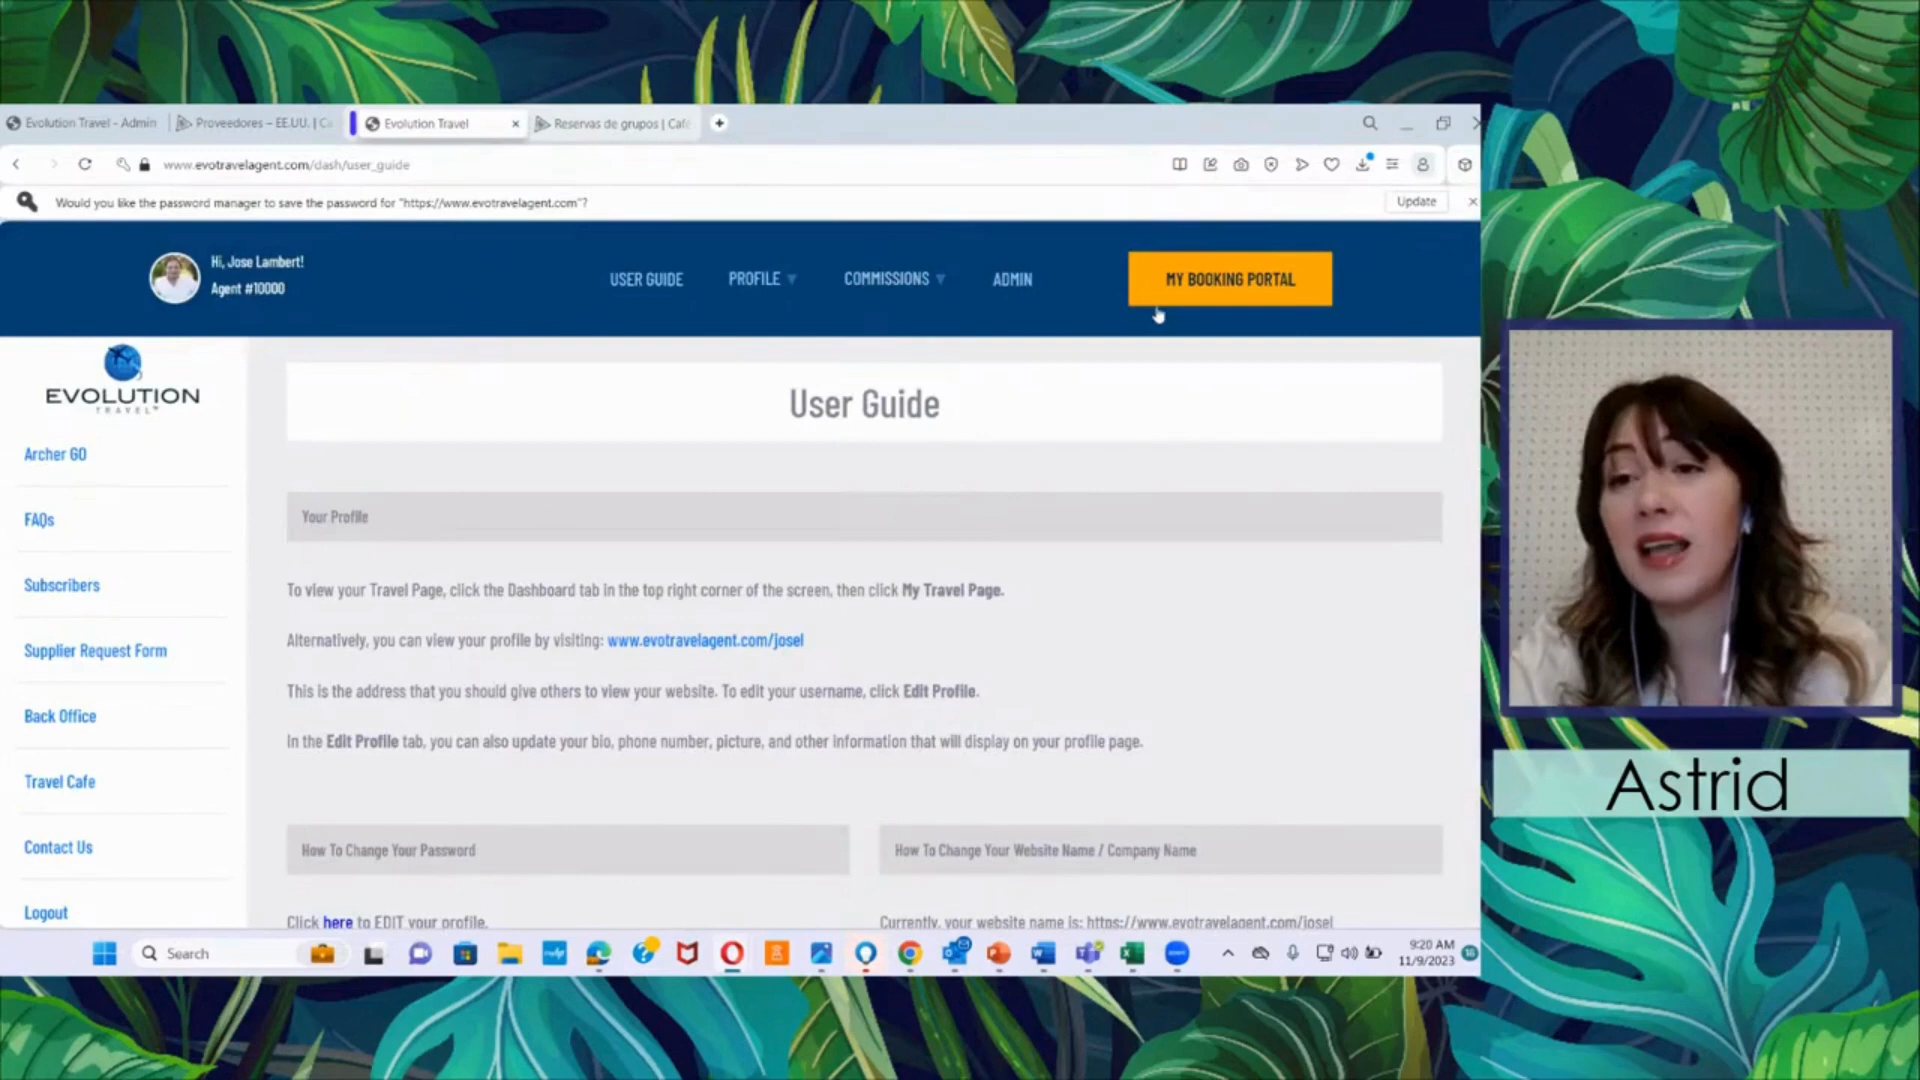 Evolution Travel - Admin
Proveedores – EE.UU. | Ca
Evolution Travel
Reservas de grupos | Café
www.evotravelagent.com/dash/user_guide
Would you like the password manager to save the password for "https://www.evotravelagent.com"?
Update
Hi, Jose Lambert!
Agent #10000
USER GUIDE
PROFILE
COMMISSIONS
ADMIN
MY BOOKING PORTAL
EVOLUTION
TRAVEL™
Archer GO
FAQs
Subscribers
Supplier Request Form
Back Office
Travel Cafe
Contact Us
Logout
User Guide
Your Profile
To view your Travel Page, click the Dashboard tab in the top right corner of the screen, then click My Travel Page.
Alternatively, you can view your profile by visiting: www.evotravelagent.com/josel
This is the address that you should give others to view your website. To edit your username, click Edit Profile.
In the Edit Profile tab, you can also update your bio, phone number, picture, and other information that will display on your profile page.
How To Change Your Password
Click here to EDIT your profile.
How To Change Your Website Name / Company Name
Currently, your website name is: https://www.evotravelagent.com/josel
Astrid
Search
9:20 AM
11/9/2023